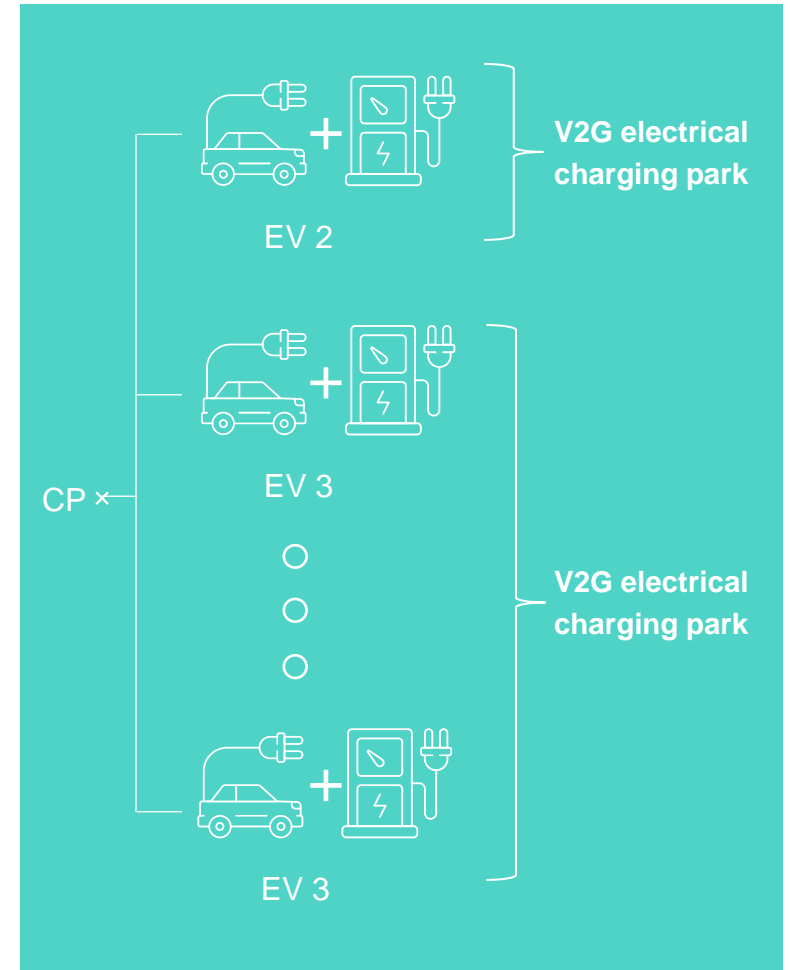 V2G electrical
charging park
EV 2
EV 3
CP ×
V2G electrical
charging park
EV 3